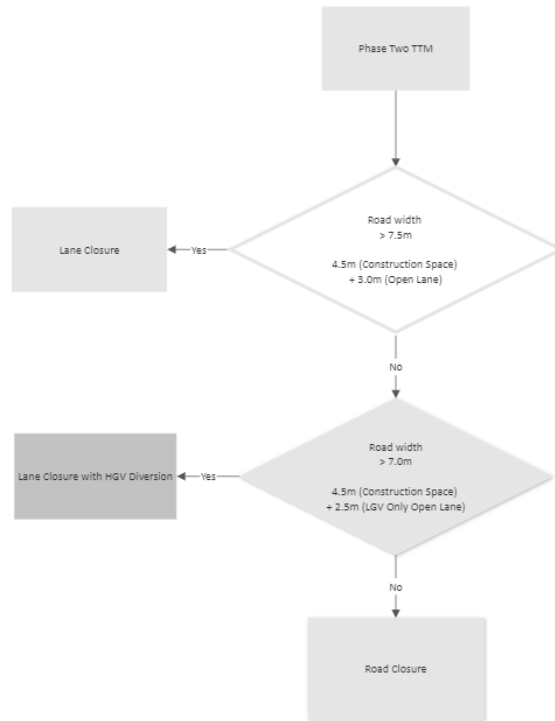 Phase Two TTM
Road width
> 7.5m
4.5m (Construction Space)
+ 3.0m (Open Lane)
Yes
Lane Closure
No
Road width
> 7.0m
4.5m (Construction Space)
+ 2.5m (LGV Only Open Lane)
Yes
Lane Closure with HGV Diversion
No
Road Closure